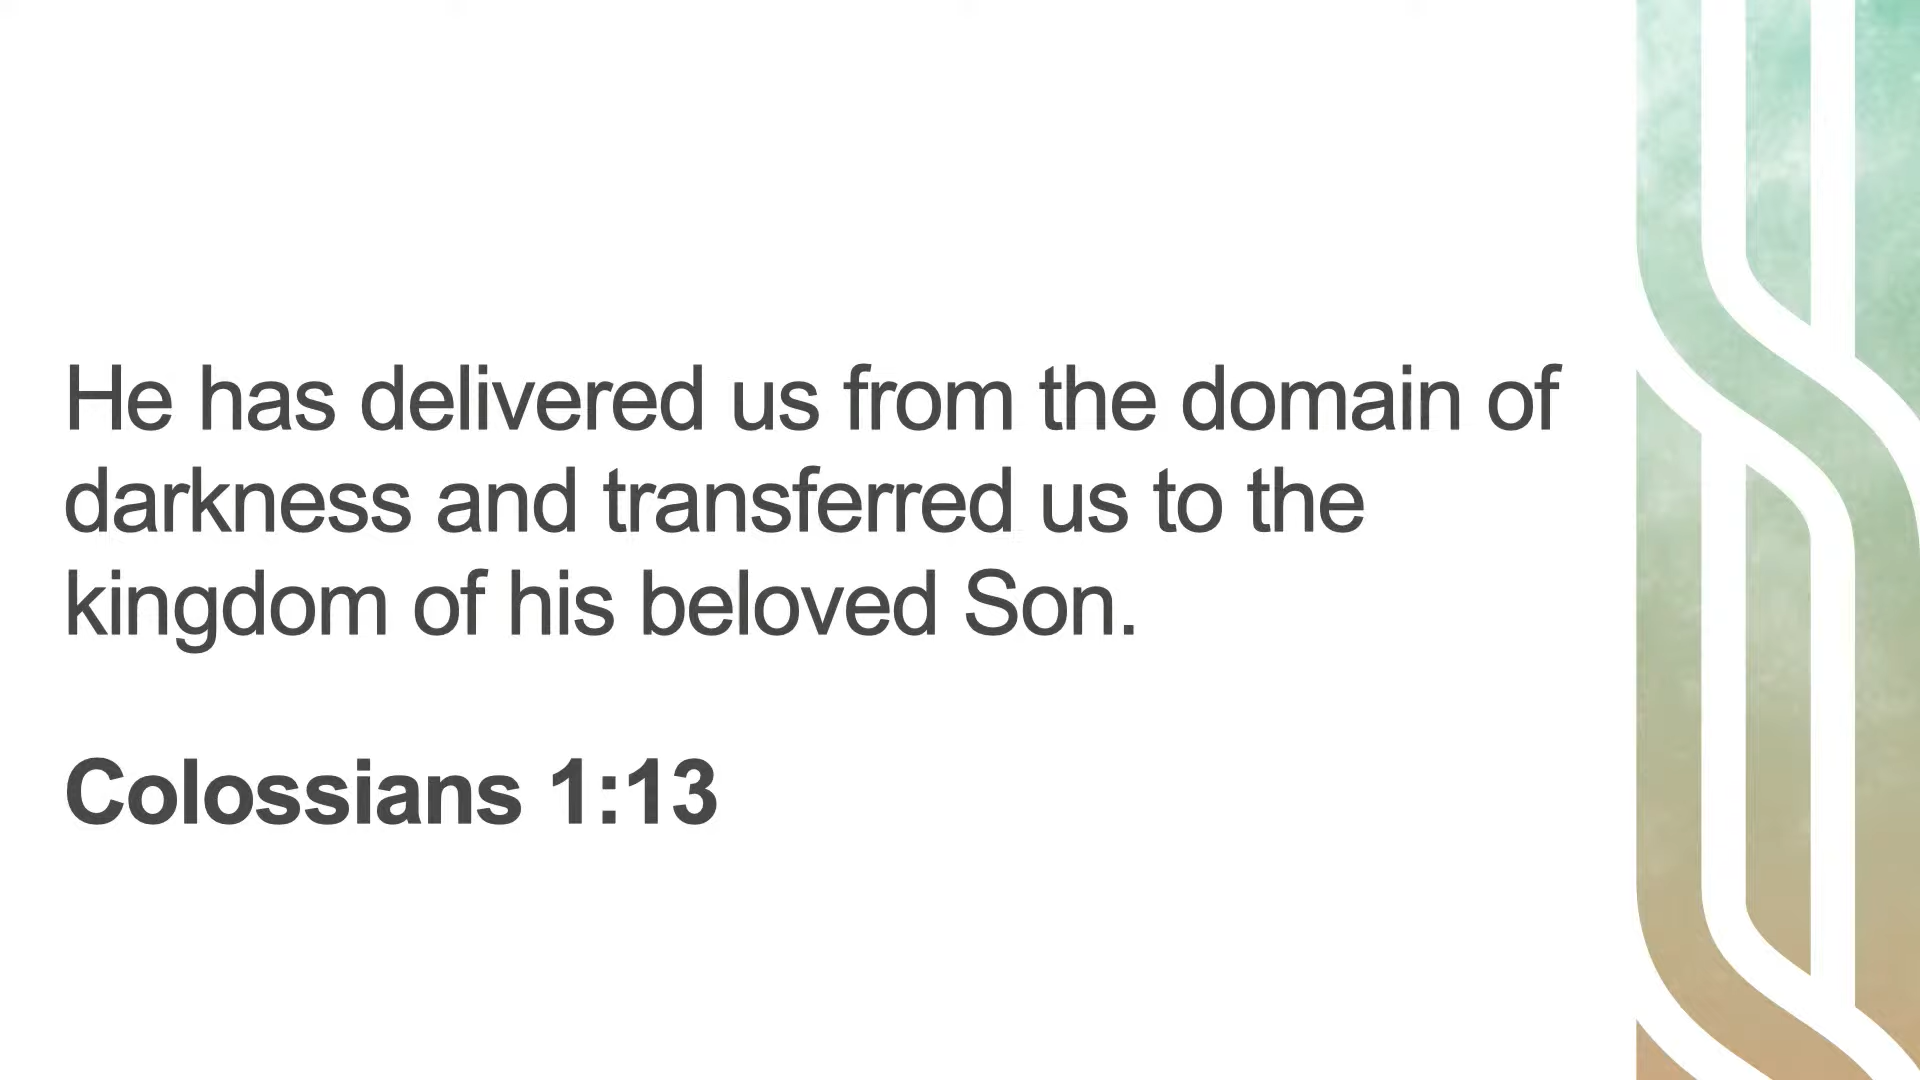 He has delivered us from the domain of
darkness and transferred us to the
kingdom of his beloved Son.
Colossians 1:13